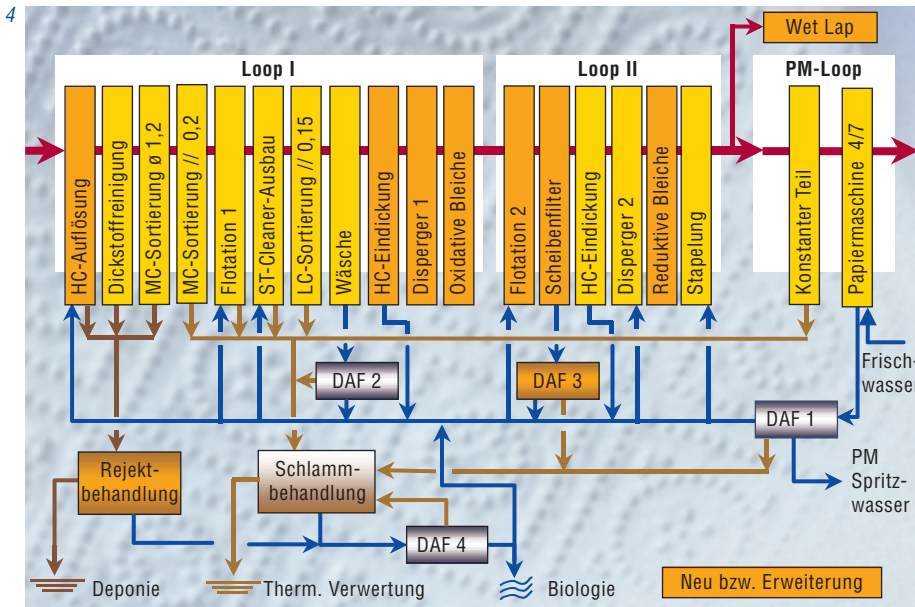 4
Wet Lap
Loop I
Loop II
PM-Loop
HC-Auflösung
Dickstoffreinigung
MC-Sortierung ø 1,2
MC-Sortierung // 0,2
Flotation 1
ST-Cleaner-Ausbau
LC-Sortierung // 0,15
Wäsche
HC-Eindickung
Disperger 1
Oxidative Bleiche
Flotation 2
Scheibenfilter
HC-Eindickung
Disperger 2
Reduktive Bleiche
Stapelung
Konstanter Teil
Papiermaschine 4/7
Frisch-
wasser
DAF 2
DAF 3
DAF 1
Rejekt-
behandlung
Schlamm-
behandlung
PM
Spritz-
wasser
DAF 4
Deponie
Therm. Verwertung
Biologie
Neu bzw. Erweiterung